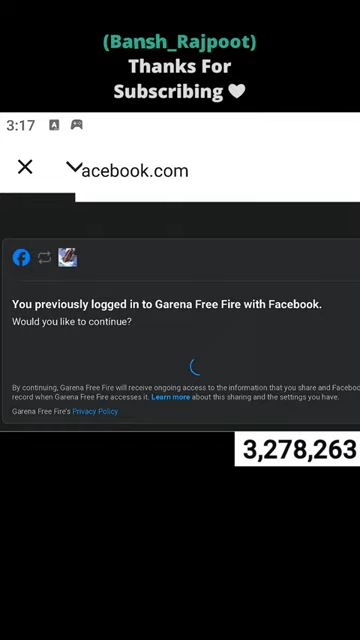 (Bansh_Rajpoot)
Thanks For
Subscribing
3:17
acebook.com
You previously logged in to Garena Free Fire with Facebook.
Would you like to continue?
By continuing, Garena Free Fire will receive ongoing access to the information that you share and Faceboo
record when Garena Free Fire accesses it. Learn more about this sharing and the settings you have.
Garena Free Fire's Privacy Policy
3,278,263